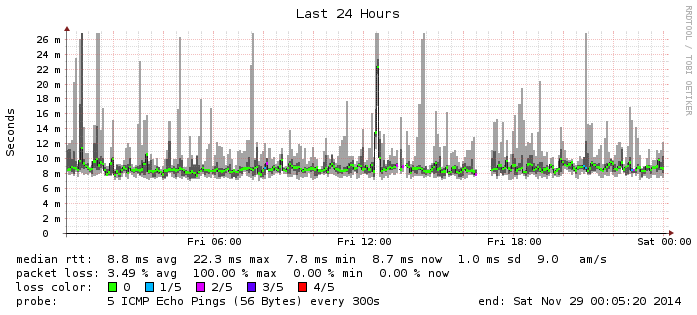 Last 24 Hours
RRDTOOL / TOBI OETIKER
Seconds
26 m
24 m
22 m
20 m
18 m
16 m
14 m
12 m
10 m
8 m
6 m
4 m
2 m
0
Fri 06:00 Fri 12:00 Fri 18:00 Sat 00:00
median rtt: 8.8 ms avg 22.3 ms max 7.8 ms min 8.7 ms now 1.0 ms sd 9.0 am/s
packet loss: 3.49 % avg 100.00 % max 0.00 % min 0.00 % now
loss color: 0 1/5 2/5 3/5 4/5
probe: 5 ICMP Echo Pings (56 Bytes) every 300s end: Sat Nov 29 00:05:20 2014